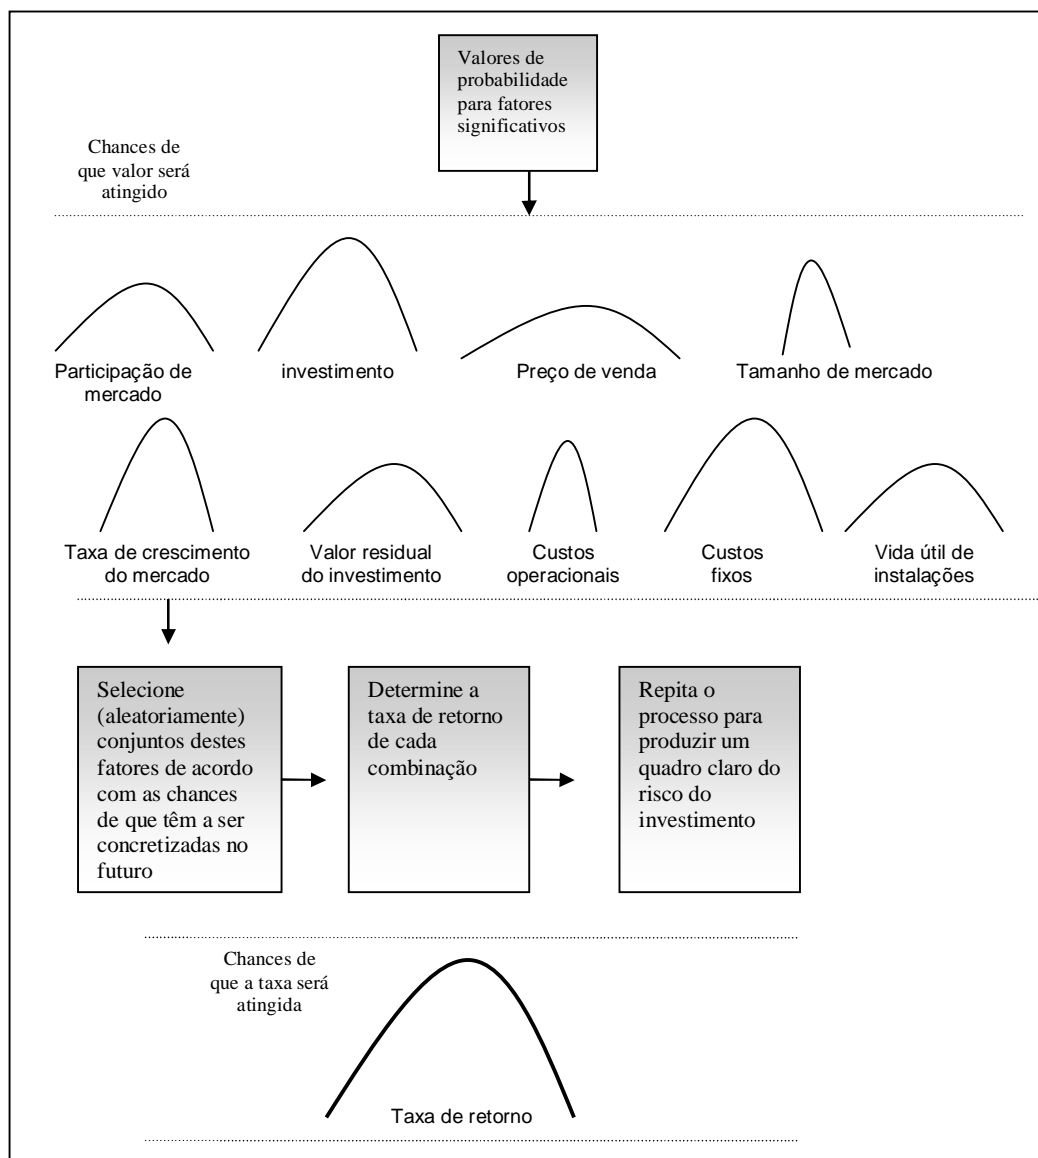 Valores de
probabilidade
para fatores
significativos
Chances de
que valor será
atingido
Participação de
mercado
investimento
Preço de venda
Tamanho de mercado
Taxa de crescimento
do mercado
Valor residual
do investimento
Custos
operacionais
Custos
fixos
Vida útil de
instalações
Selecione
(aleatoriamente)
conjuntos destes
fatores de acordo
com as chances
de que têm a ser
concretizadas no
futuro
Determine a
taxa de retorno
de cada
combinação
Repita o
processo para
produzir um
quadro claro do
risco do
investimento
Chances de
que a taxa será
atingida
Taxa de retorno